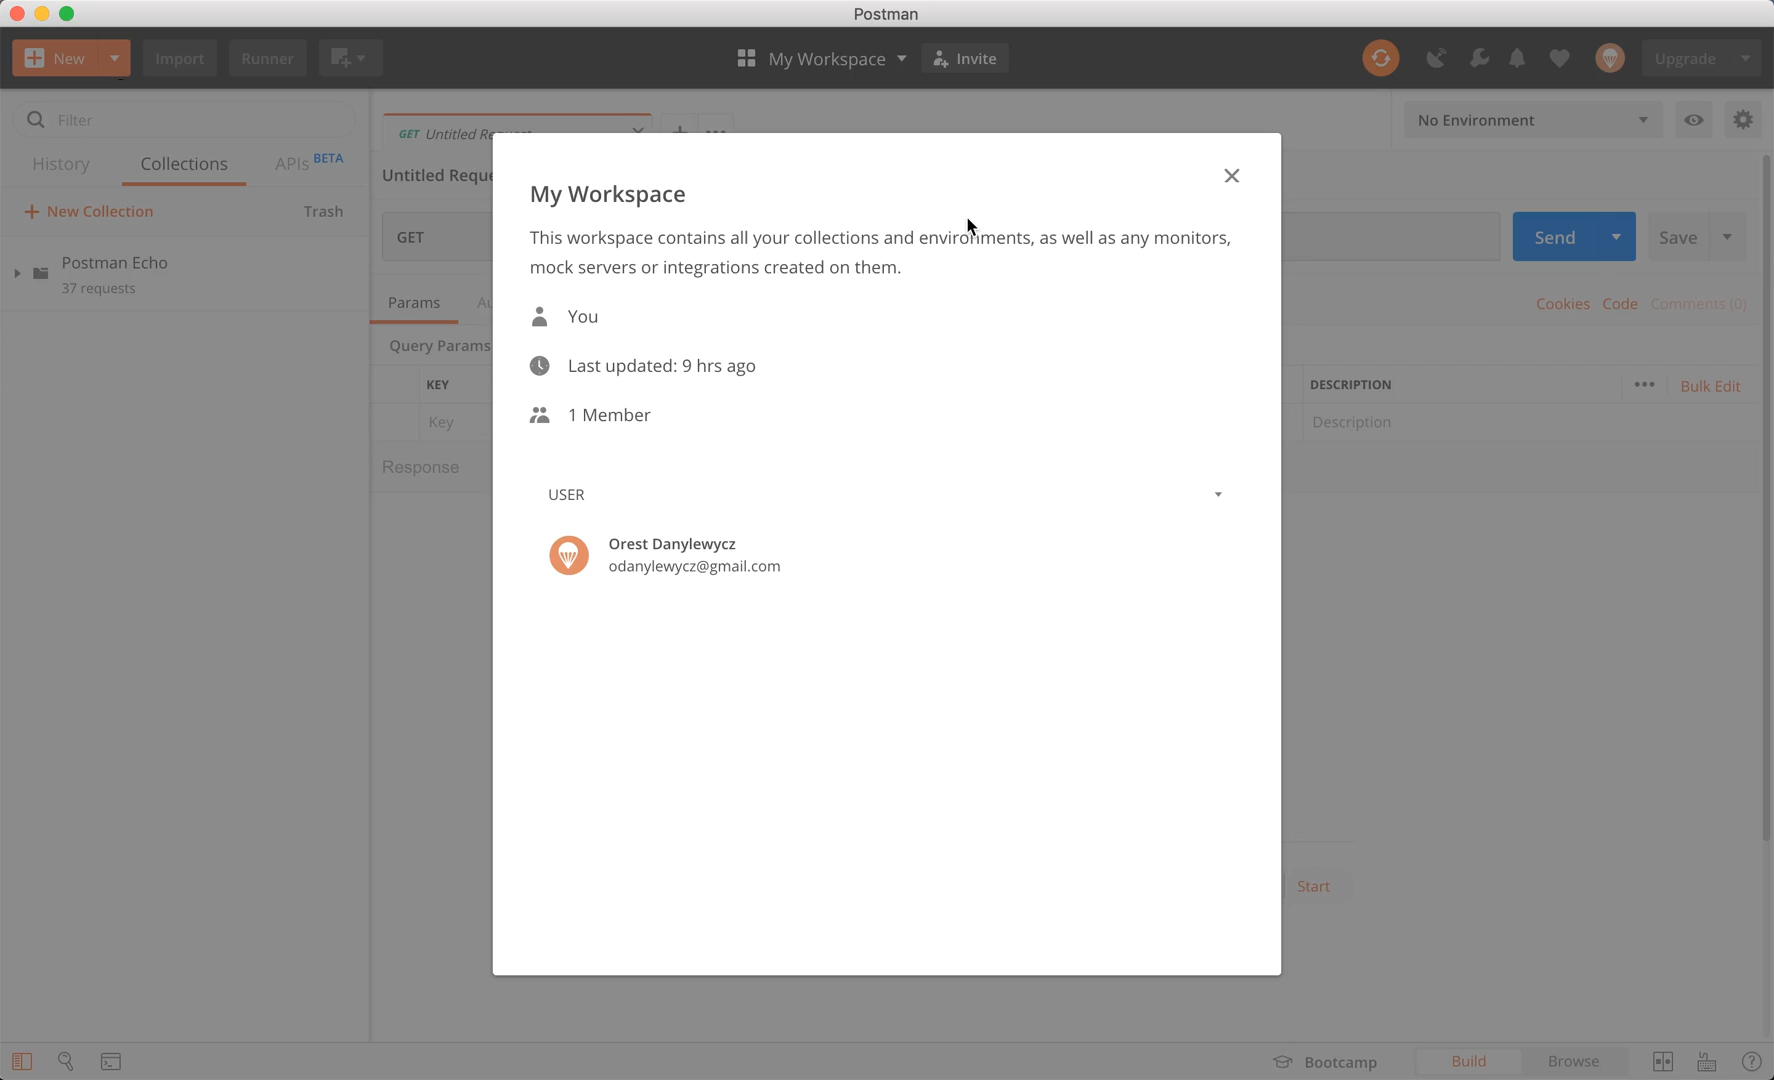 Postman
New
Import
Runner
My Workspace
Invite
Upgrade
Filter
History
Collections
APIs BETA
New Collection
Trash
Postman Echo
37 requests
GET Untitled
No Environment
Untitled
GET
Send
Save
Params
Cookies
Code
Comments (0)
Query Params
KEY
DESCRIPTION
Bulk Edit
Key
Description
Response
My Workspace
This workspace contains all your collections and environments, as well as any monitors,
mock servers or integrations created on them.
You
Last updated: 9 hrs ago
1 Member
USER
Orest Danylewycz
odanylewycz@gmail.com
Start
Bootcamp
Build
Browse